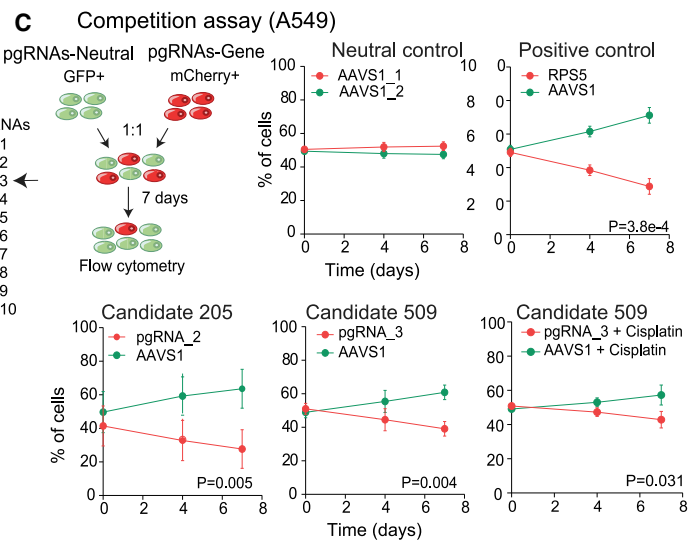 C Competition assay (A549)
pgRNAs-Neutral pgRNAs-Gene
GFP+ mCherry+
1:1
7 days
Flow cytometry
NAs
1
2
3
4
5
6
7
8
9
10
Neutral control
AAVS1_1
AAVS1_2
% of cells
100
80
60
40
20
0
0 2 4 6 8
Time (days)
Positive control
RPS5
AAVS1
10 0
8 0
6 0
4 0
2 0
0
P=3.8e-4
0 2 4 6 8
Candidate 205
pgRNA_2
AAVS1
% of cells
100
80
60
40
20
0
P=0.005
0 2 4 6 8
Candidate 509
pgRNA_3
AAVS1
100
80
60
40
20
0
P=0.004
0 2 4 6 8
Time (days)
Candidate 509
pgRNA_3 + Cisplatin
AAVS1 + Cisplatin
100
80
60
40
20
0
P=0.031
0 2 4 6 8